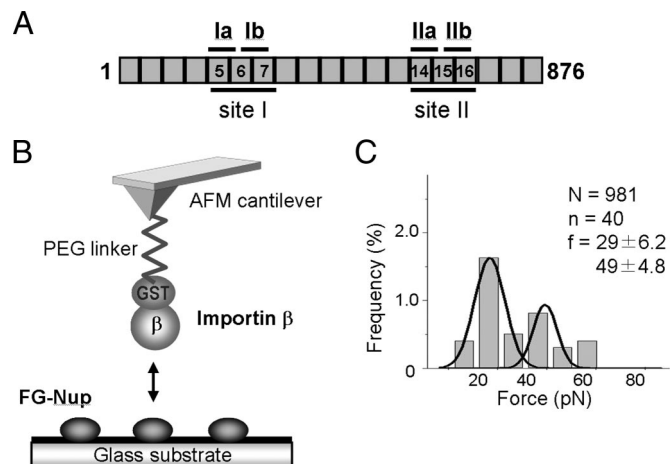 A
Ia Ib IIa IIb
1 5 6 7 14 15 16 876
site I site II
B
AFM cantilever
PEG linker
GST
β
Importin β
FG-Nup
Glass substrate
C
N = 981
n = 40
f = 29±6.2
49±4.8
2.0
1.0
0
Frequency (%)
20 40 60 80
Force (pN)